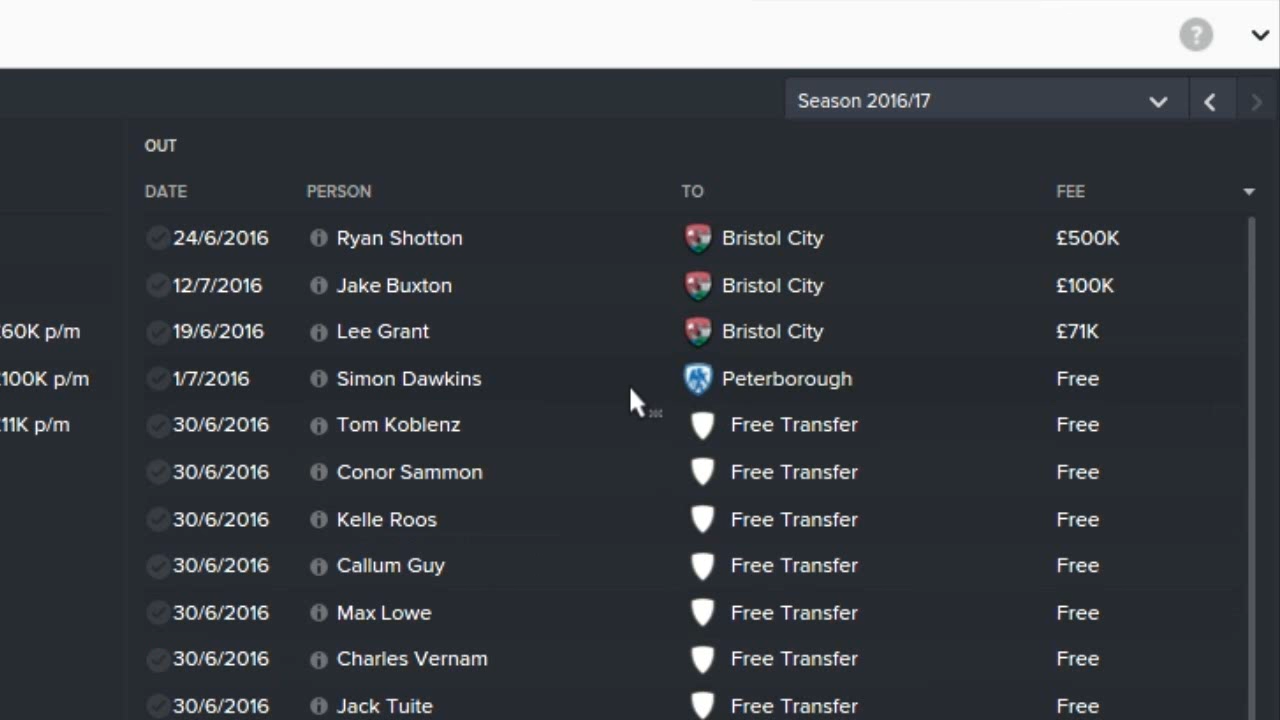 ?
Season 2016/17
OUT
DATE PERSON TO FEE
24/6/2016 Ryan Shotton Bristol City £500K
12/7/2016 Jake Buxton Bristol City £100K
60K p/m 19/6/2016 Lee Grant Bristol City £71K
100K p/m 1/7/2016 Simon Dawkins Peterborough Free
11K p/m 30/6/2016 Tom Koblenz Free Transfer Free
30/6/2016 Conor Sammon Free Transfer Free
30/6/2016 Kelle Roos Free Transfer Free
30/6/2016 Callum Guy Free Transfer Free
30/6/2016 Max Lowe Free Transfer Free
30/6/2016 Charles Vernam Free Transfer Free
30/6/2016 Jack Tuite Free Transfer Free